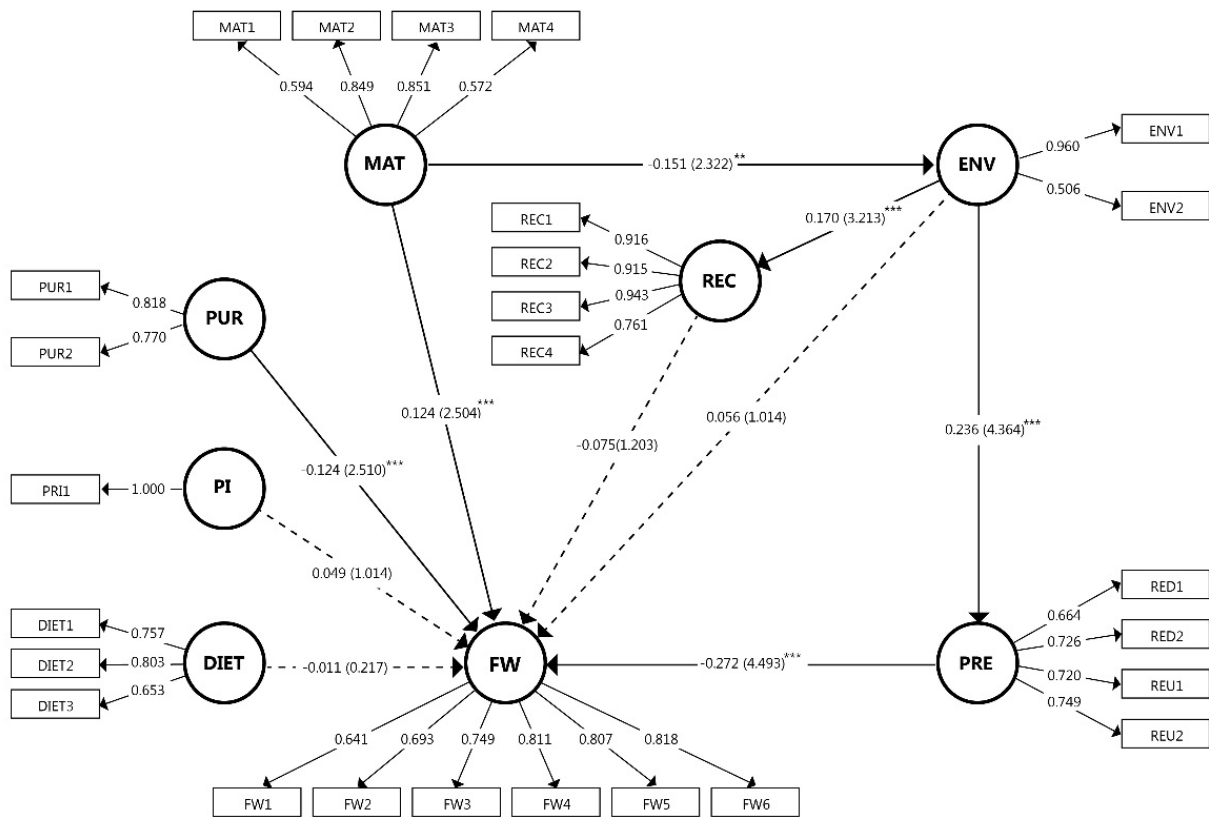 MAT1 MAT2 MAT3 MAT4
0.594 0.849 0.851 0.572
MAT
-0.151 (2.322)**
ENV
0.960
ENV1
0.506
ENV2
0.170 (3.213)***
REC1
0.916
REC2
0.915
REC3
0.943
REC4
0.761
REC
PUR1
0.818
PUR2
0.770
PUR
0.124 (2.504)***
0.056 (1.014)
0.236 (4.364)***
-0.075(1.203)
-0.124 (2.510)***
PRI1
1.000
PI
0.049 (1.014)
DIET1
0.757
DIET2
0.803
DIET3
0.653
DIET
-0.011 (0.217)
FW
-0.272 (4.493)***
PRE
0.664
RED1
0.726
RED2
0.720
REU1
0.749
REU2
0.641 0.693 0.749 0.811 0.807 0.818
FW1 FW2 FW3 FW4 FW5 FW6